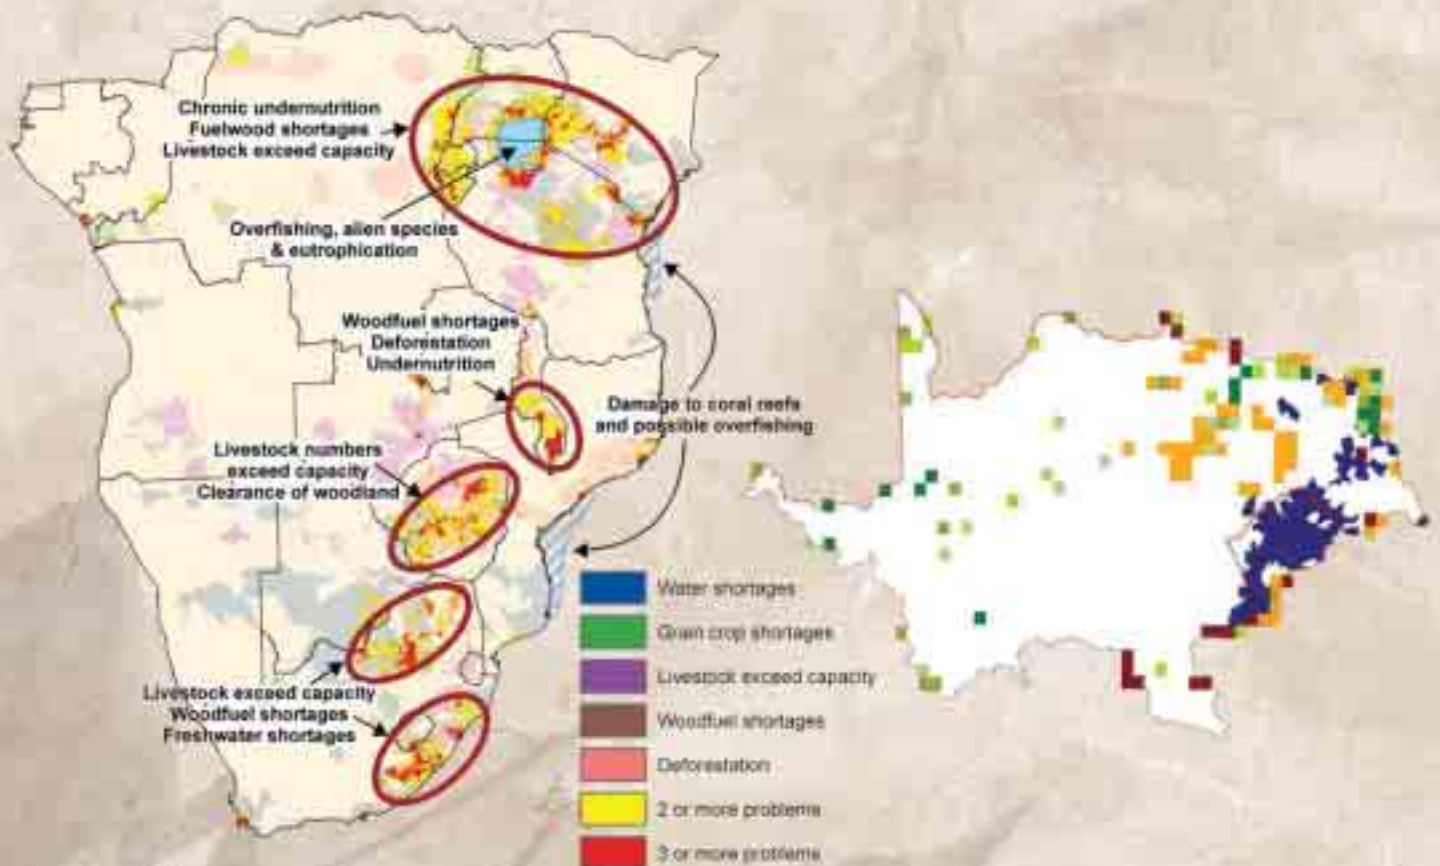 Chronic undernutrition
Fuelwood shortages
Livestock exceed capacity
Overfishing, alien species
& eutrophication
Woodfuel shortages
Deforestation
Undernutrition
Damage to coral reefs
and possible overfishing
Livestock numbers
exceed capacity
Clearance of woodland
Livestock exceed capacity
Woodfuel shortages
Freshwater shortages
Water shortages
Grain crop shortages
Livestock exceed capacity
Woodfuel shortages
Deforestation
2 or more problems
3 or more problems